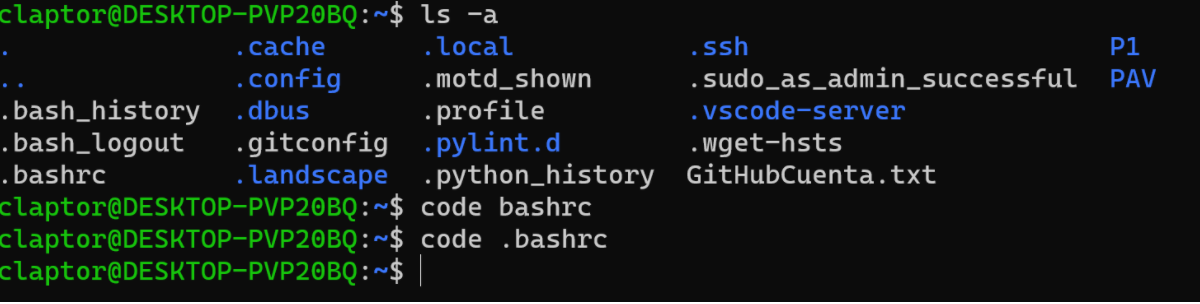 claptor@DESKTOP-PVP20BQ:~$ ls -a
. .cache .local .ssh P1
.. .config .motd_shown .sudo_as_admin_successful PAV
.bash_history .dbus .profile .vscode-server
.bash_logout .gitconfig .pylint.d .wget-hsts
.bashrc .landscape .python_history GitHubCuenta.txt
claptor@DESKTOP-PVP20BQ:~$ code bashrc
claptor@DESKTOP-PVP20BQ:~$ code .bashrc
claptor@DESKTOP-PVP20BQ:~$